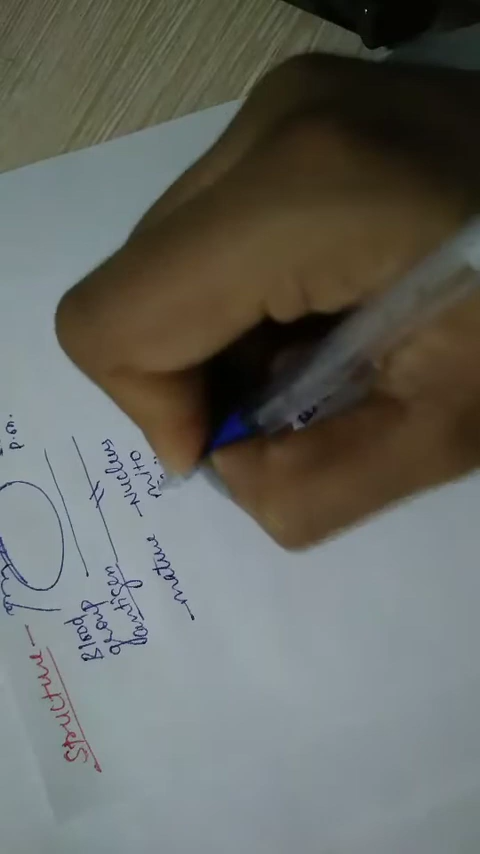 Structure -
P.m.
Blood
group
antigen
- mature - Nucleus
mito